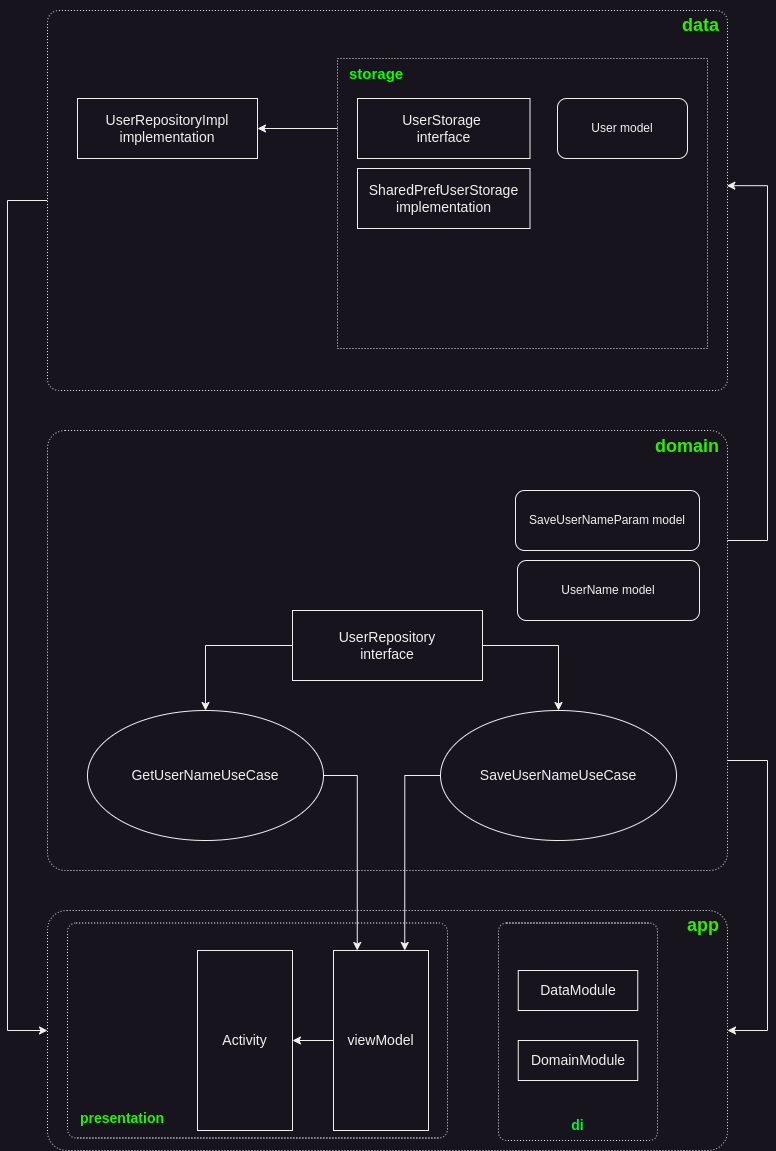 data
storage
UserRepositoryImpl
implementation
UserStorage
interface
User model
SharedPrefUserStorage
implementation
domain
SaveUserNameParam model
UserName model
UserRepository
interface
GetUserNameUseCase
SaveUserNameUseCase
app
Activity
viewModel
presentation
DataModule
DomainModule
di